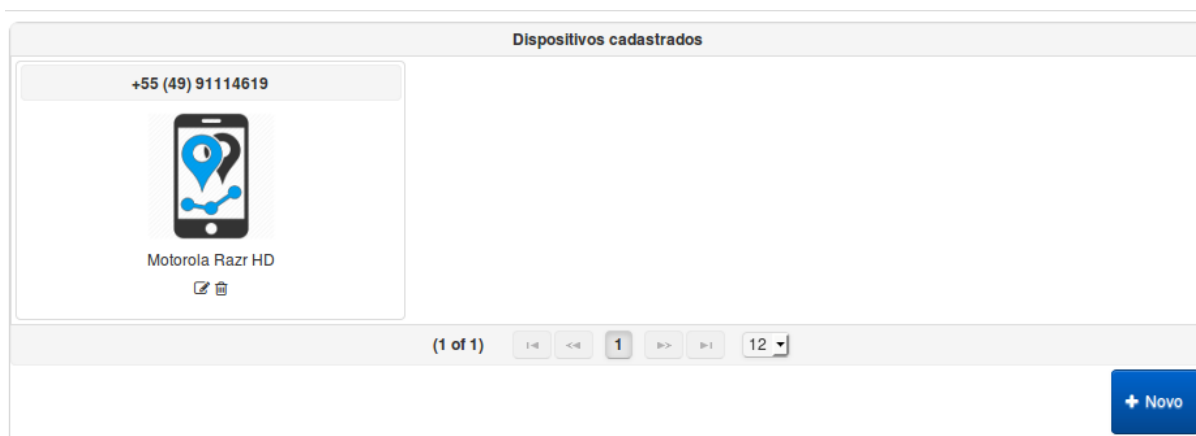 Dispositivos cadastrados
+55 (49) 91114619
Motorola Razr HD
(1 of 1) 1 12
+ Novo